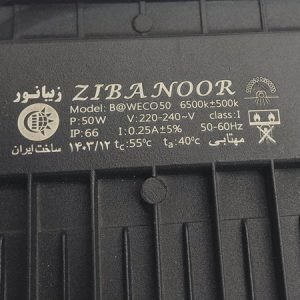 زیبانور ZIBANOOR
Model: B@WECO50 6500k±500k
P:50W V:220-240~V class:I
IP:66 I:0.25A±5% 50-60Hz
ساخت ایران ۱۴۰۳/۱۲ tc:55°c ta:40°c مهتابی